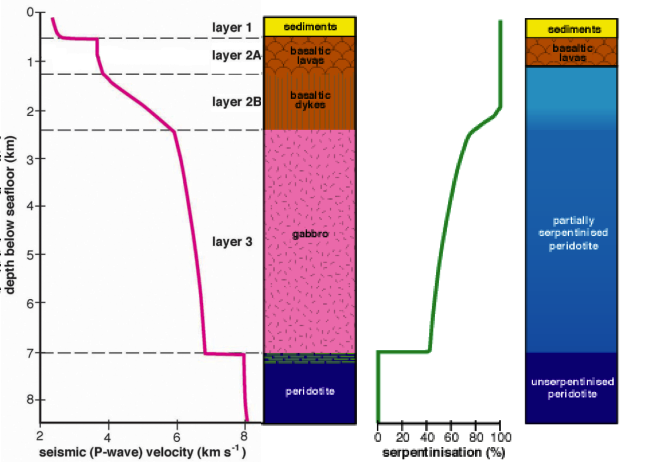 0
1
2
3
4
5
6
7
8
depth below seafloor (km)
2
4
6
8
seismic (P-wave) velocity (km s⁻¹)
layer 1
layer 2A
layer 2B
layer 3
sediments
basaltic
lavas
basaltic
dykes
gabbro
peridotite
0 20 40 60 80 100
serpentinisation (%)
sediments
basaltic
lavas
partially
serpentinised
peridotite
unserpentinised
peridotite